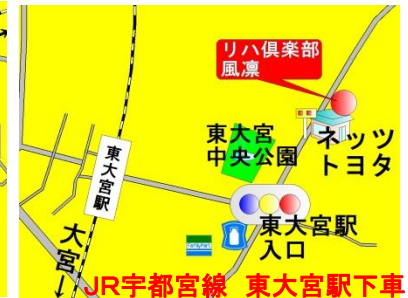 リハ倶楽部
風凛
東大宮
中央公園
ネッツ
トヨタ
東大宮駅
東大宮駅
入口
FamilyMart
大宮↓
JR宇都宮線 東大宮駅下車